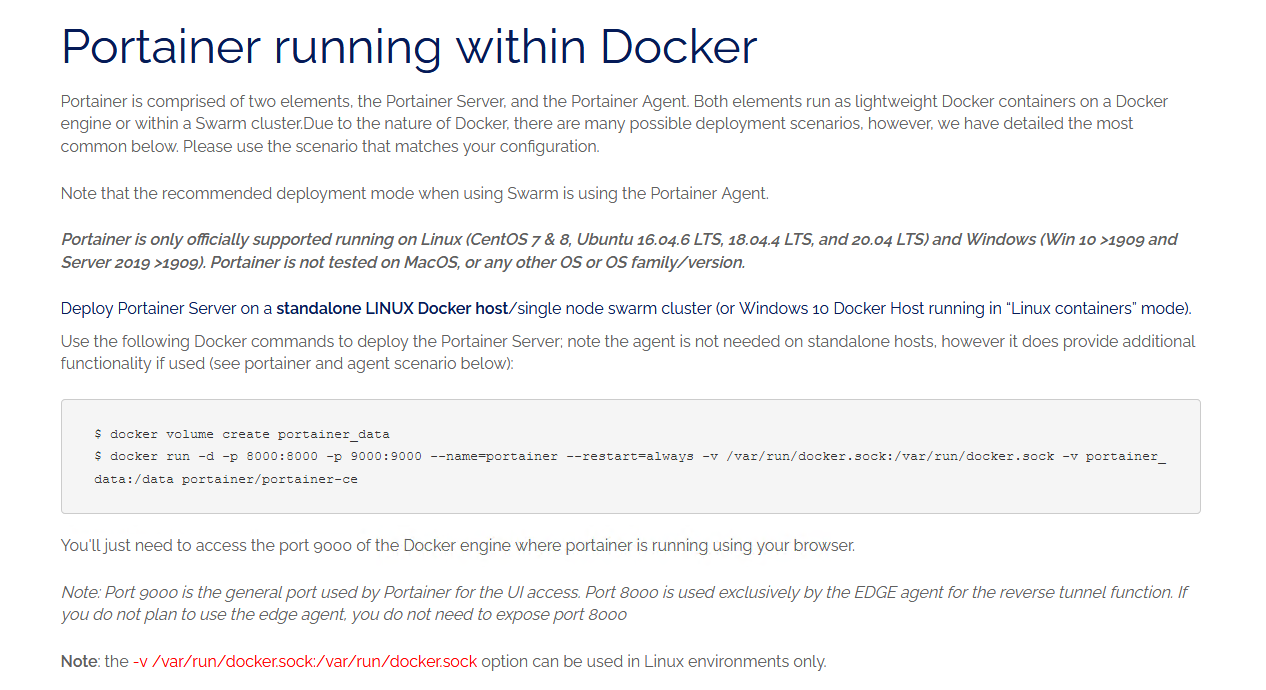 Portainer running within Docker
Portainer is comprised of two elements, the Portainer Server, and the Portainer Agent. Both elements run as lightweight Docker containers on a Docker
engine or within a Swarm cluster.Due to the nature of Docker, there are many possible deployment scenarios, however, we have detailed the most
common below. Please use the scenario that matches your configuration.
Note that the recommended deployment mode when using Swarm is using the Portainer Agent.
Portainer is only officially supported running on Linux (CentOS 7 & 8, Ubuntu 16.04.6 LTS, 18.04.4 LTS, and 20.04 LTS) and Windows (Win 10 >1909 and
Server 2019 >1909). Portainer is not tested on MacOS, or any other OS or OS family/version.
Deploy Portainer Server on a standalone LINUX Docker host/single node swarm cluster (or Windows 10 Docker Host running in “Linux containers” mode).
Use the following Docker commands to deploy the Portainer Server; note the agent is not needed on standalone hosts, however it does provide additional
functionality if used (see portainer and agent scenario below):
$ docker volume create portainer_data
$ docker run -d -p 8000:8000 -p 9000:9000 --name=portainer --restart=always -v /var/run/docker.sock:/var/run/docker.sock -v portainer_
data:/data portainer/portainer-ce
You'll just need to access the port 9000 of the Docker engine where portainer is running using your browser.
Note: Port 9000 is the general port used by Portainer for the UI access. Port 8000 is used exclusively by the EDGE agent for the reverse tunnel function. If
you do not plan to use the edge agent, you do not need to expose port 8000
Note: the -v /var/run/docker.sock:/var/run/docker.sock option can be used in Linux environments only.